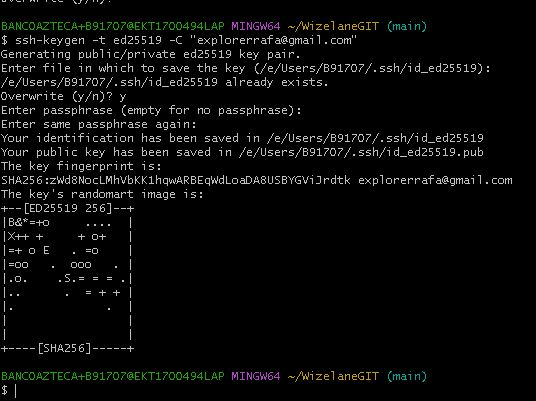 Overwrite (y/n)?
BANCOAZTECA+B91707@EKT1700494LAP MINGW64 ~/WizelaneGIT (main)
$ ssh-keygen -t ed25519 -C "explorerrafa@gmail.com"
Generating public/private ed25519 key pair.
Enter file in which to save the key (/e/Users/B91707/.ssh/id_ed25519):
/e/Users/B91707/.ssh/id_ed25519 already exists.
Overwrite (y/n)? y
Enter passphrase (empty for no passphrase):
Enter same passphrase again:
Your identification has been saved in /e/Users/B91707/.ssh/id_ed25519
Your public key has been saved in /e/Users/B91707/.ssh/id_ed25519.pub
The key fingerprint is:
SHA256:zWd8NocLMhVbKK1hqwARBEqWdLoaDA8USBYGViJrdtk explorerrafa@gmail.com
The key's randomart image is:
+--[ED25519 256]--+
|B&*=+o     ....  |
|X++ +     + o+   |
|=+ o E   . =o    |
|=oo   .  ooo   . |
|.o.    .S.= = = .|
|..      .  = + + |
|.             .  |
|                 |
|                 |
+----[SHA256]-----+
BANCOAZTECA+B91707@EKT1700494LAP MINGW64 ~/WizelaneGIT (main)
$